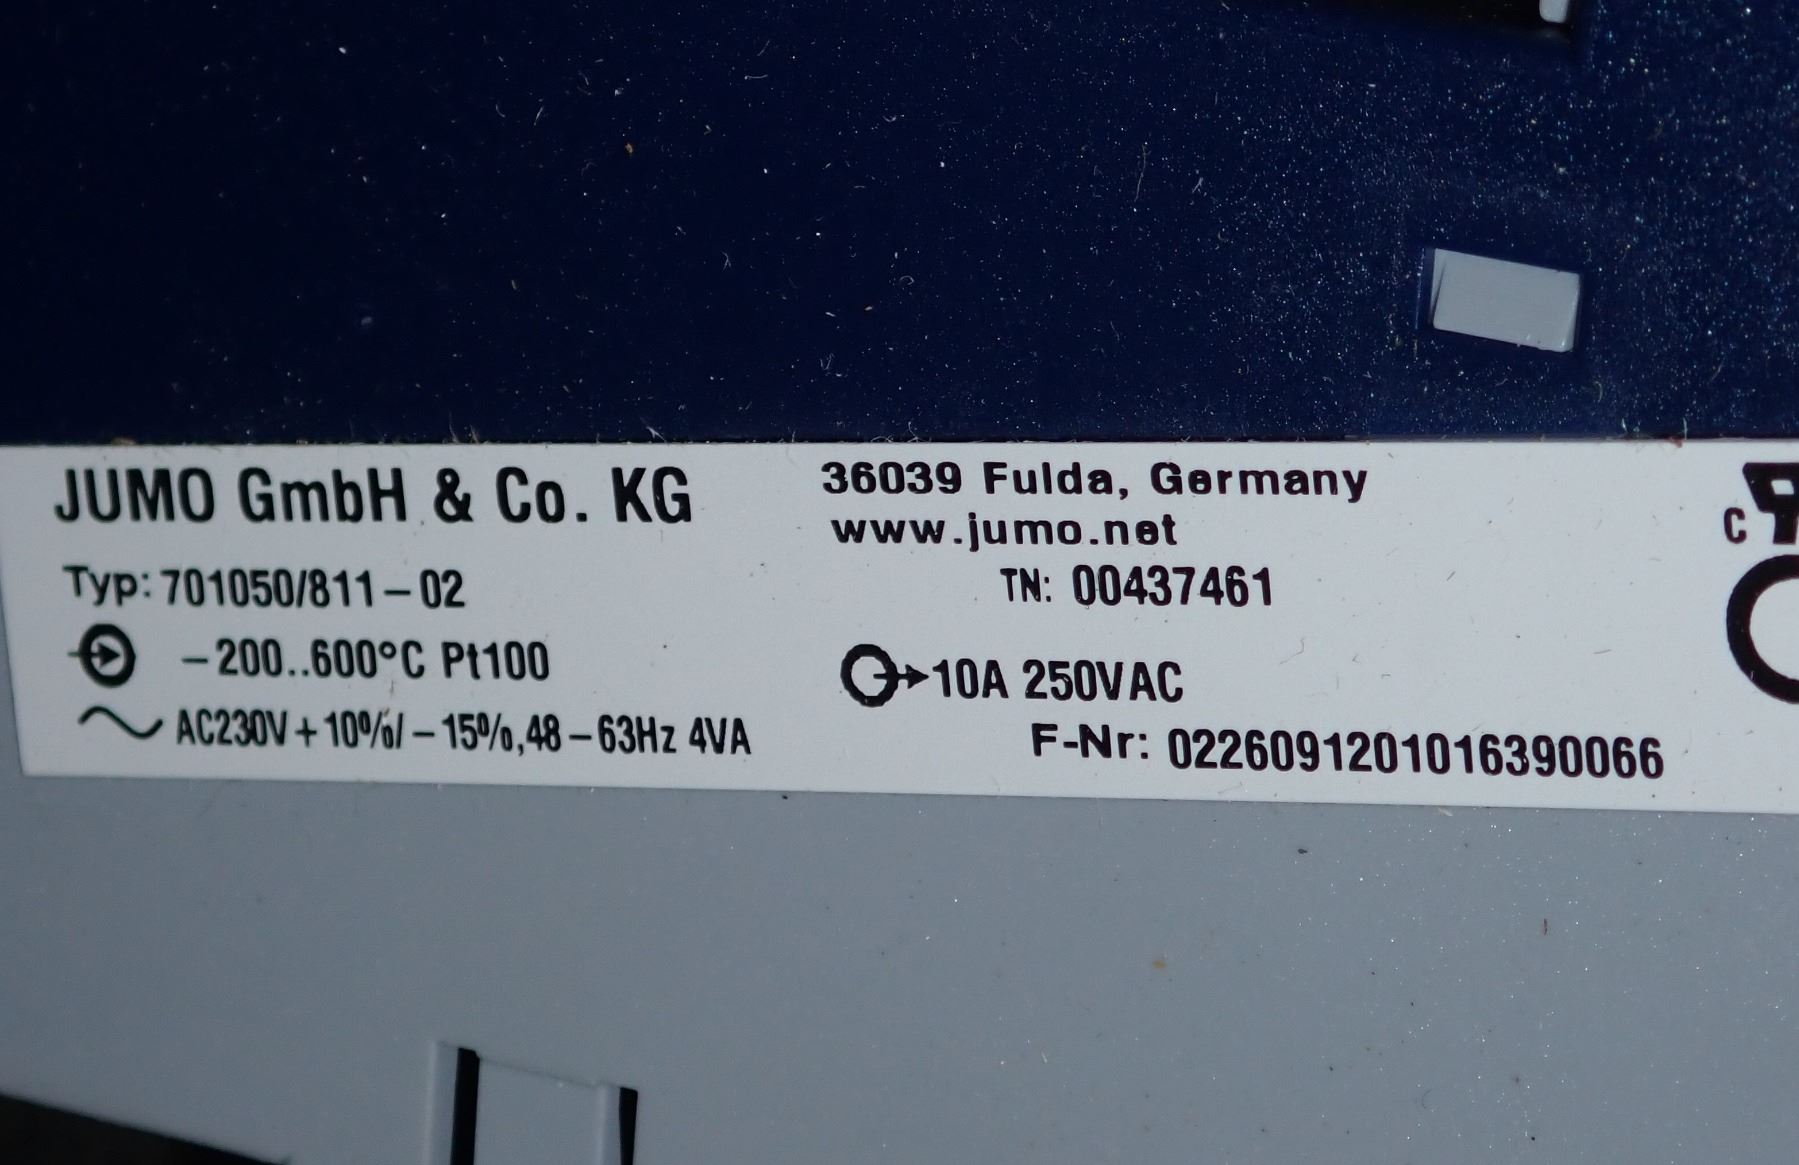 JUMO GmbH & Co. KG
36039 Fulda, Germany
www.jumo.net
Typ: 701050/811-02
TN: 00437461
-200..600°C Pt100
10A 250VAC
AC230V+10%/-15%,48-63Hz 4VA
F-Nr: 0226091201016390066
C